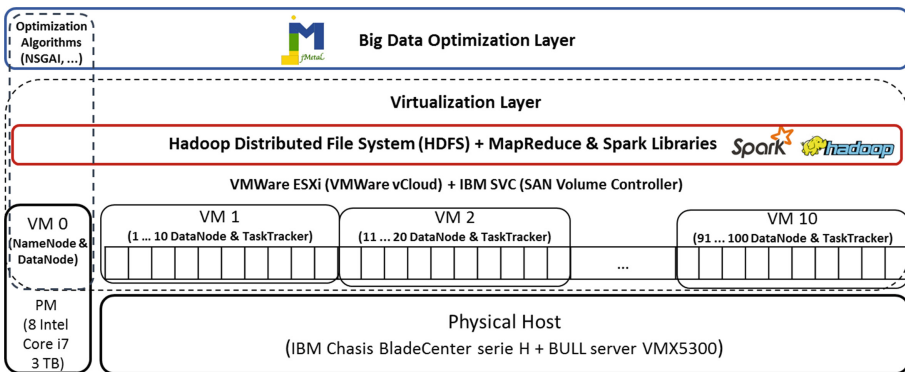 Optimization
Algorithms
(NSGAI, ...)
jMetal
Big Data Optimization Layer
Virtualization Layer
Hadoop Distributed File System (HDFS) + MapReduce & Spark Libraries
Spark
hadoop
VMWare ESXi (VMWare vCloud) + IBM SVC (SAN Volume Controller)
VM 0
(NameNode &
DataNode)
VM 1
(1 ... 10 DataNode & TaskTracker)
VM 2
(11 ... 20 DataNode & TaskTracker)
...
VM 10
(91 ... 100 DataNode & TaskTracker)
PM
(8 Intel
Core i7
3 TB)
Physical Host
(IBM Chasis BladeCenter serie H + BULL server VMX5300)